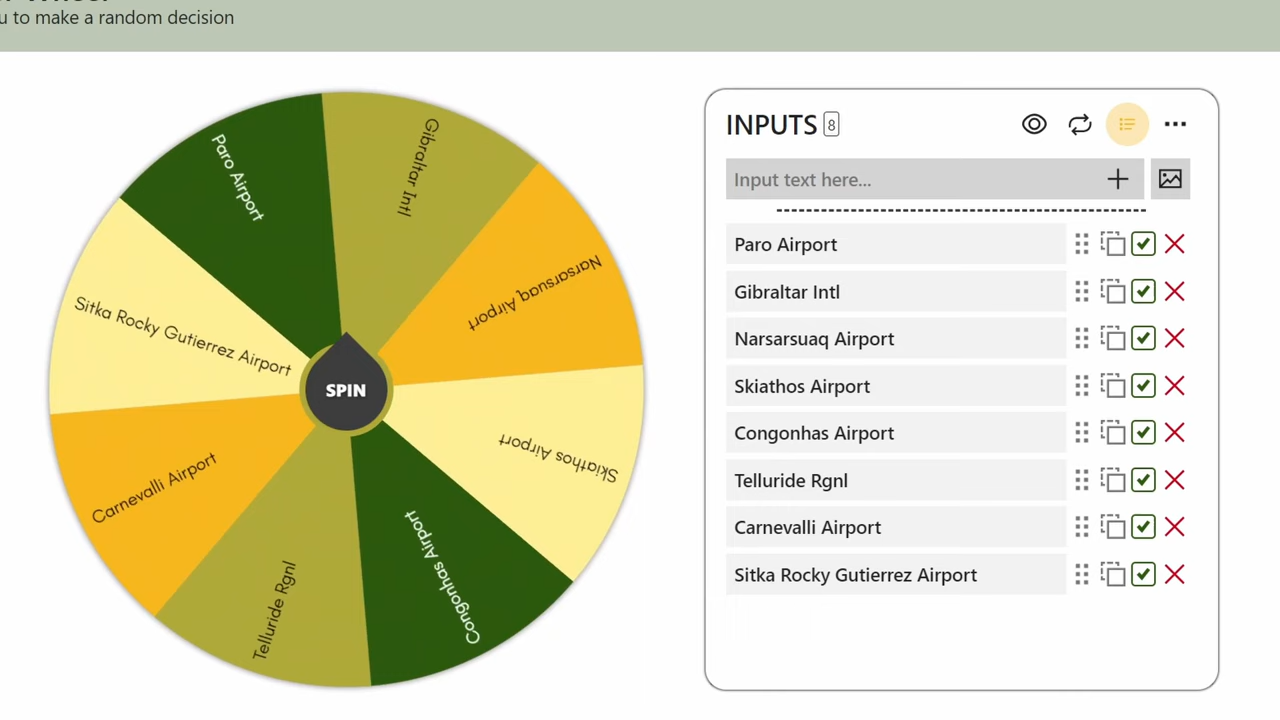 u to make a random decision
Paro Airport
Gibraltar Intl
Narsarsuaq Airport
Skiathos Airport
Congonhas Airport
Telluride Rgnl
Carnevalli Airport
Sitka Rocky Gutierrez Airport
SPIN
INPUTS 8
Input text here...
Paro Airport
Gibraltar Intl
Narsarsuaq Airport
Skiathos Airport
Congonhas Airport
Telluride Rgnl
Carnevalli Airport
Sitka Rocky Gutierrez Airport